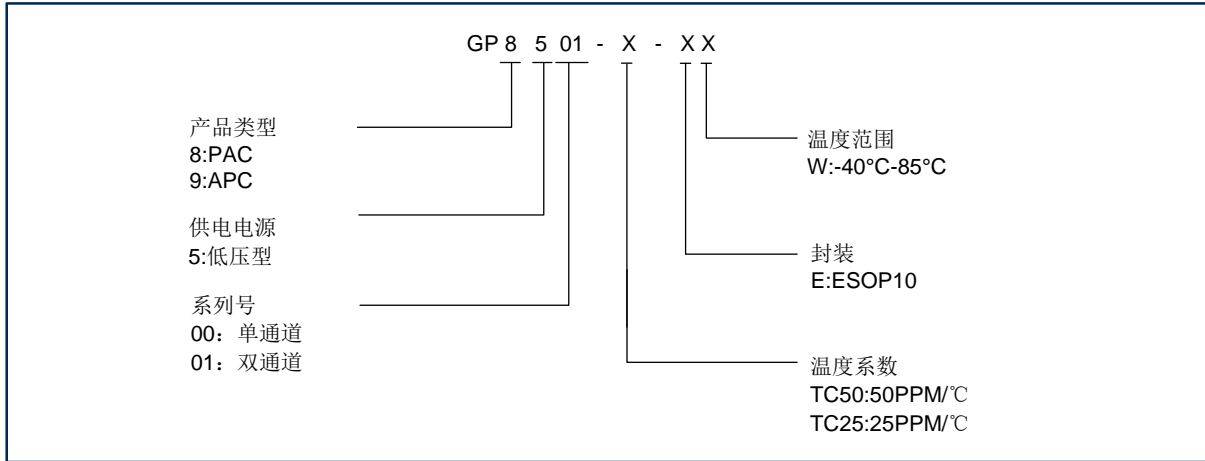 GP 8 5 01 - X - X X
产品类型
8:PAC
9:APC
供电电源
5:低压型
系列号
00：单通道
01：双通道
温度范围
W:-40°C-85°C
封装
E:ESOP10
温度系数
TC50:50PPM/℃
TC25:25PPM/℃